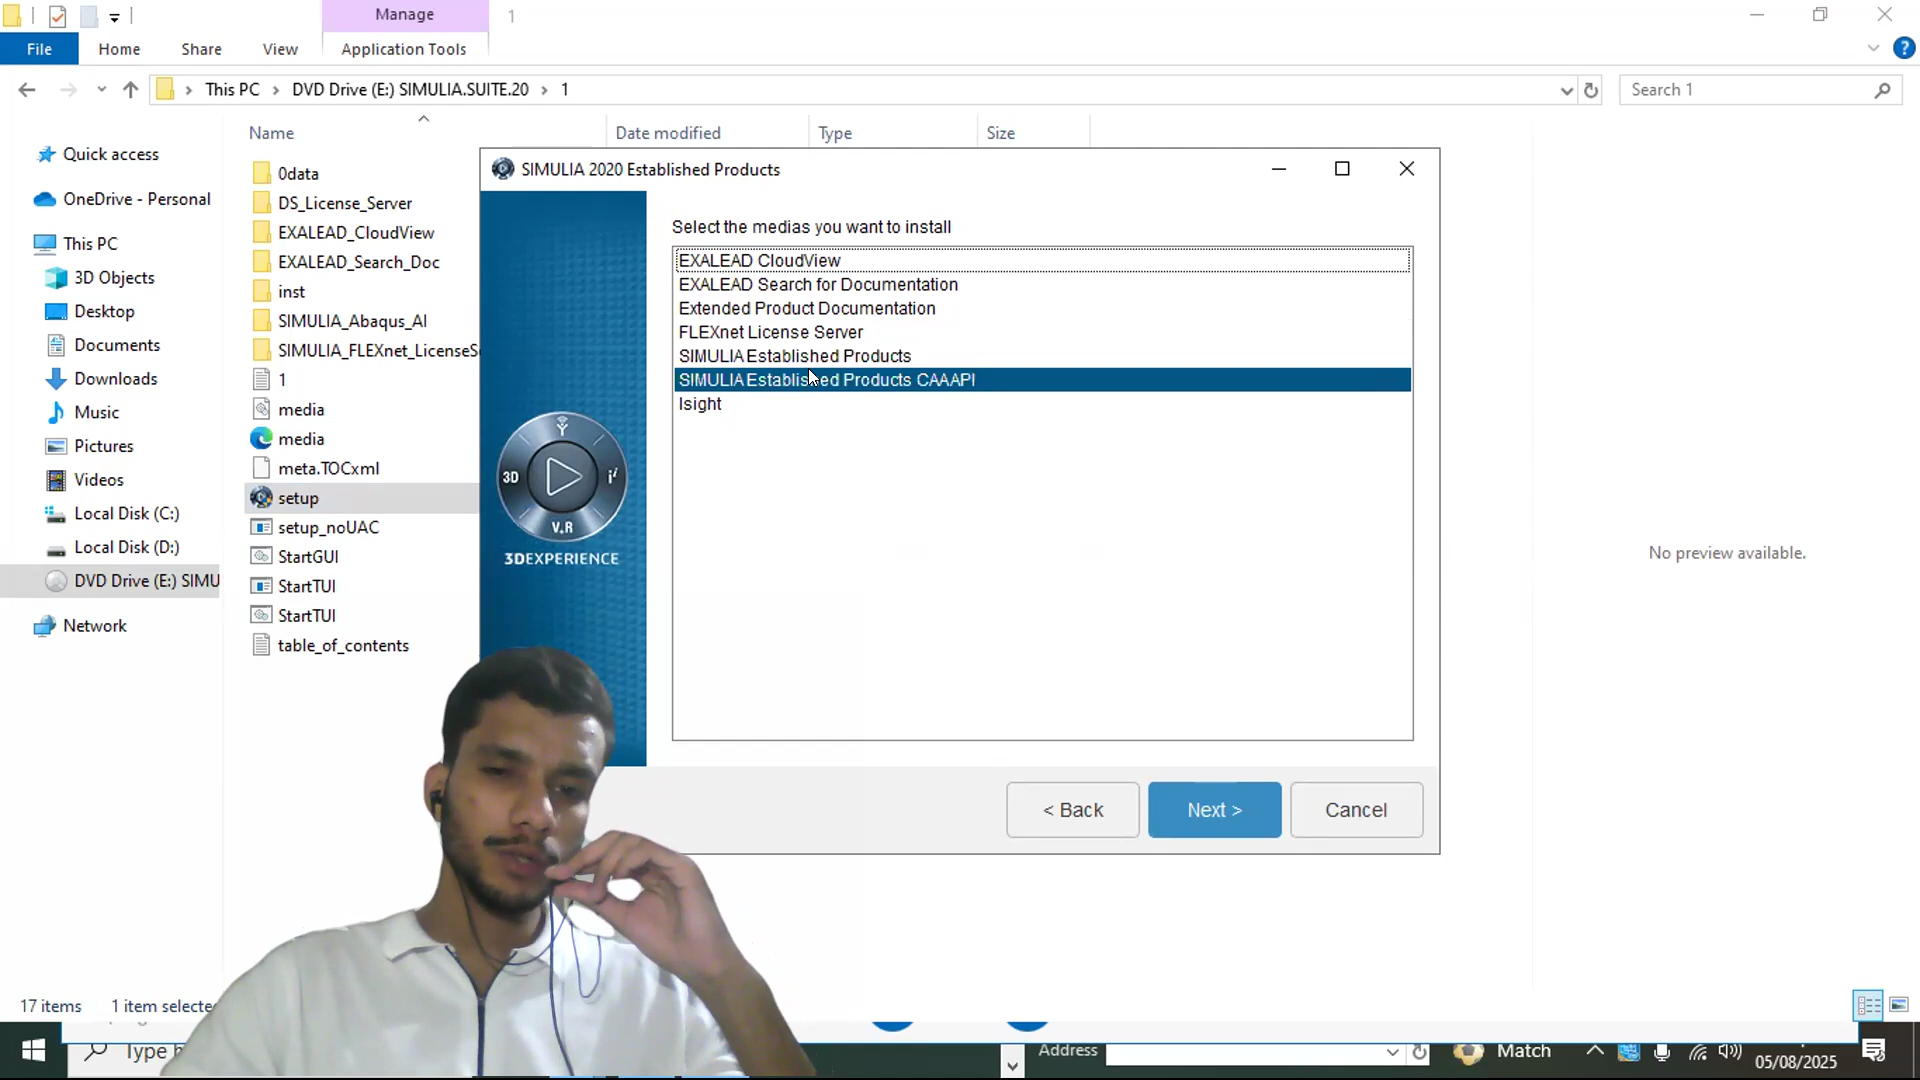 Manage
1
File
Home
Share
View
Application Tools
This PC
DVD Drive (E:) SIMULIA.SUITE.20
1
Search 1
Name
Date modified
Type
Size
Quick access
OneDrive - Personal
This PC
3D Objects
Desktop
Documents
Downloads
Music
Pictures
Videos
Local Disk (C:)
Local Disk (D:)
DVD Drive (E:) SIMU
Network
0data
DS_License_Server
EXALEAD_CloudView
EXALEAD_Search_Doc
inst
SIMULIA_Abaqus_AI
SIMULIA_FLEXnet_LicenseS
1
media
media
meta.TOCxml
setup
setup_noUAC
StartGUI
StartTUI
StartTUI
table_of_contents
SIMULIA 2020 Established Products
Select the medias you want to install
EXALEAD CloudView
EXALEAD Search for Documentation
Extended Product Documentation
FLEXnet License Server
SIMULIA Established Products
SIMULIA Established Products CAAAPI
Isight
3D
V.R
3DEXPERIENCE
< Back
Next >
Cancel
No preview available.
17 items
1 item selected
Type h
Address
Match
05/08/2025